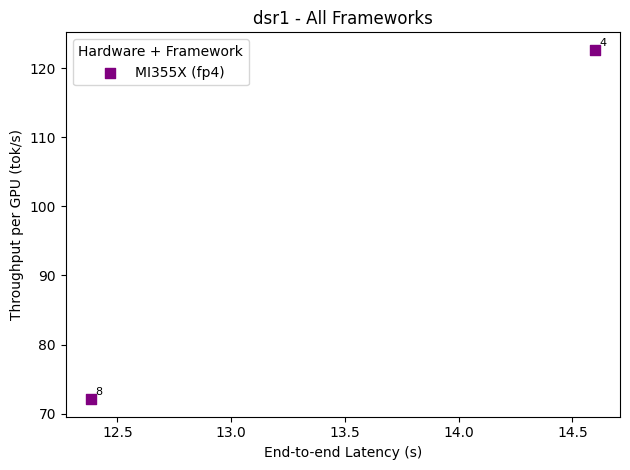 dsr1 - All Frameworks
Hardware + Framework
MI355X (fp4)
4
8
Throughput per GPU (tok/s)
120
110
100
90
80
70
12.5
13.0
13.5
14.0
14.5
End-to-end Latency (s)